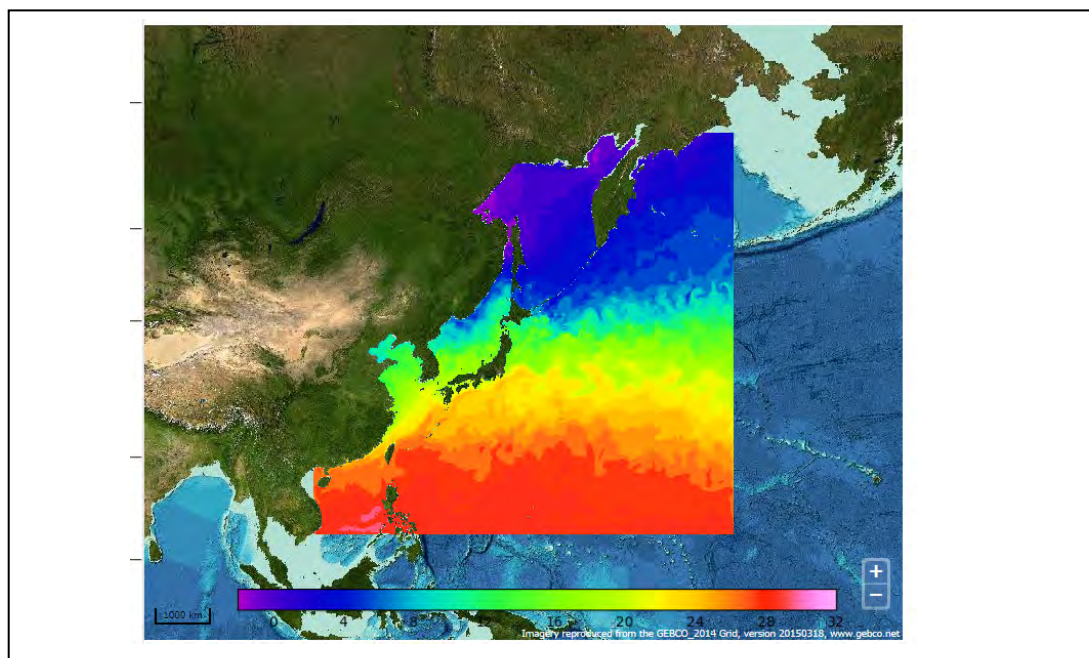 +
−
1000 km
0 4 8 12 16 20 24 28 32
Imagery reproduced from the GEBCO_2014 Grid, version 20150318, www.gebco.net